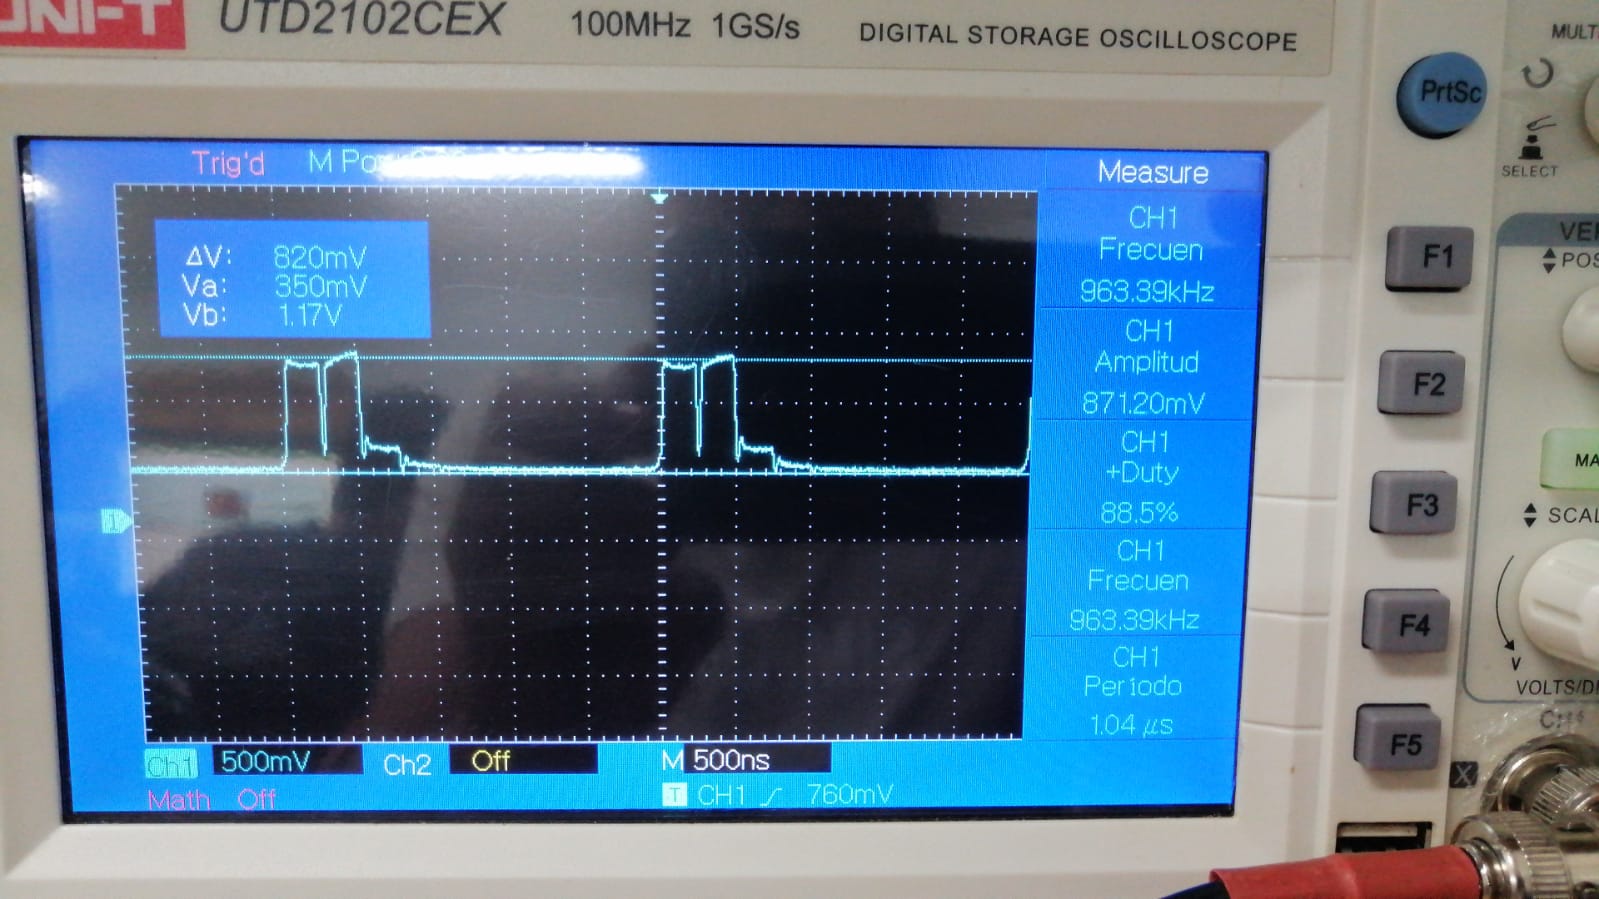 UNI-T UTD2102CEX 100MHz 1GS/s DIGITAL STORAGE OSCILLOSCOPE
Trig'd M
ΔV: 820mV
Va: 350mV
Vb: 1.17V
Measure
CH1
Frecuen
963.39kHz
CH1
Amplitud
871.20mV
CH1
+Duty
88.5%
CH1
Frecuen
963.39kHz
CH1
Período
1.04 µs
Ch1 500mV Ch2 Off M 500ns
Math Off T CH1 760mV
PrtSc
SELECT
F1
F2
F3
F4
F5
V
VOLTS/DI
X